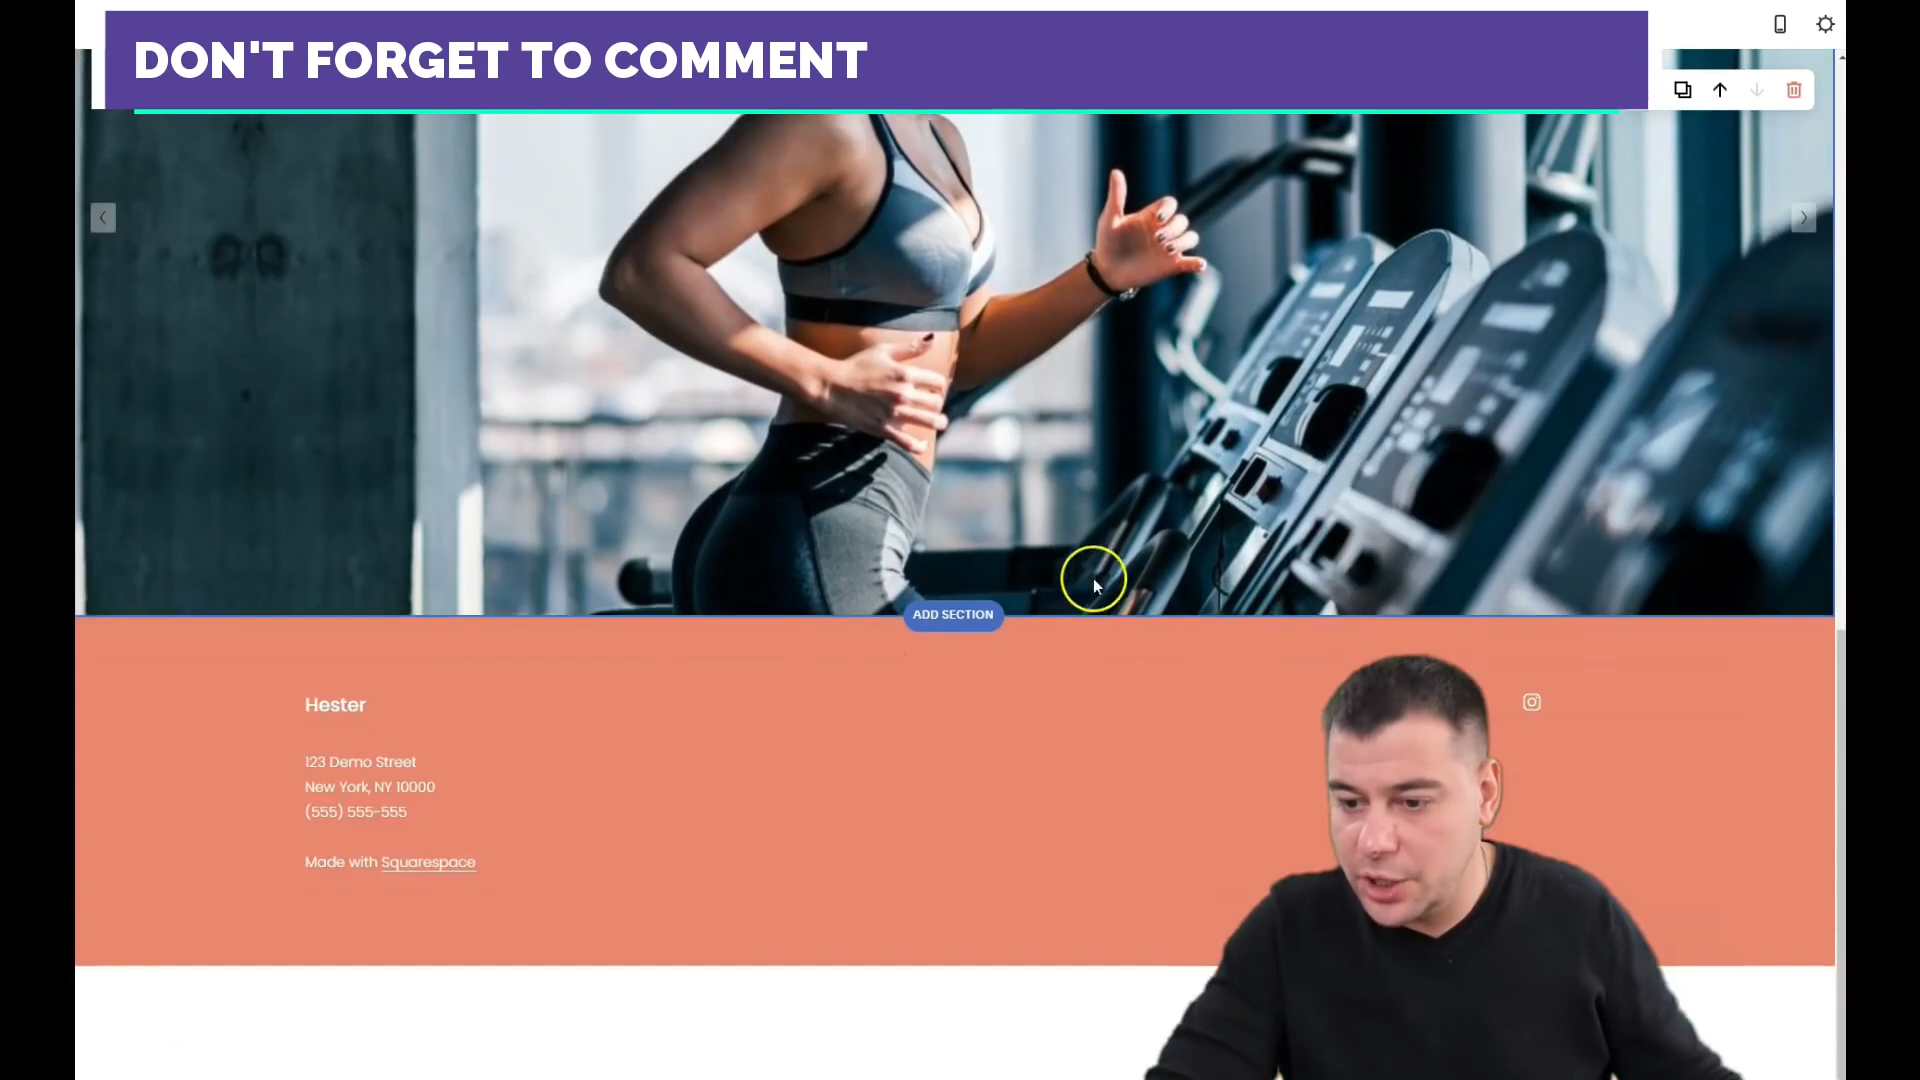 DON'T FORGET TO COMMENT
ADD SECTION
Hester
123 Demo Street
New York, NY 10000
(555) 555-555
Made with Squarespace